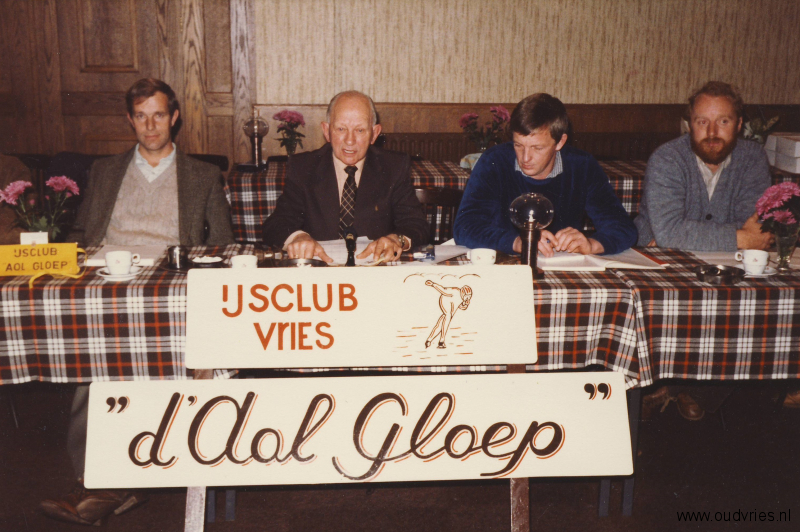 IJSCLUB
AOL GLOEP
IJSCLUB
VRIES
"d'Aol Gloep"
www.oudvries.nl